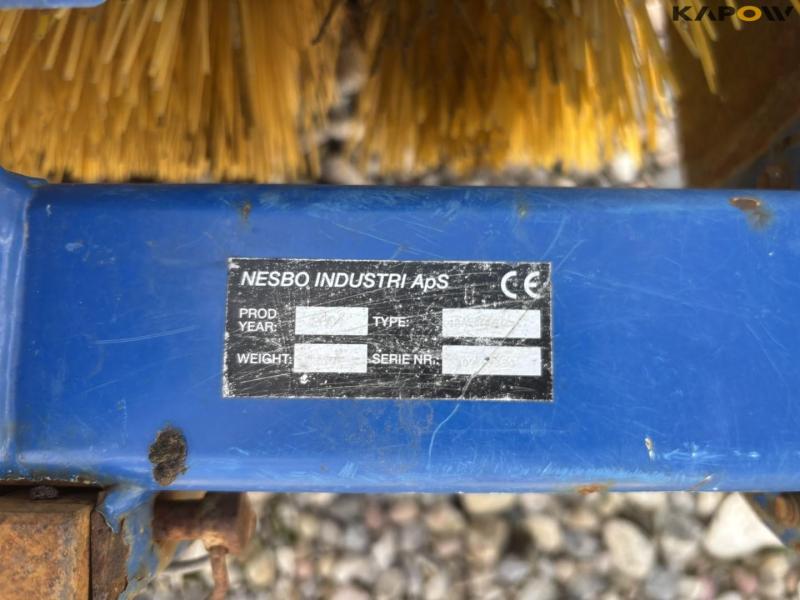 KAPOW
NESBO INDUSTRI ApS CE
PROD YEAR: TYPE:
WEIGHT: SERIE NR.: